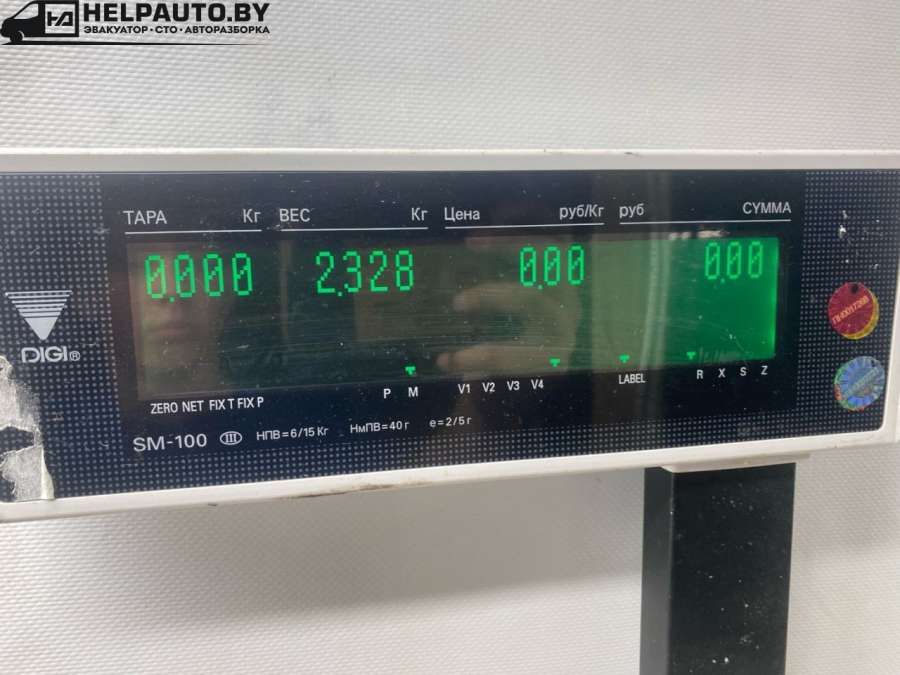 HELPAUTO.BY
ЭВАКУАТОР·СТО·АВТОРАЗБОРКА
ТАРА Кг ВЕС Кг Цена руб/Кг руб СУММА
0.000 2.328 0.00 0.00
DIGI®
P M V1 V2 V3 V4 LABEL R X S Z
ZERO NET FIX T FIX P
SM-100 III НПВ=6/15 Кг НмПВ=40 г e=2/5 г